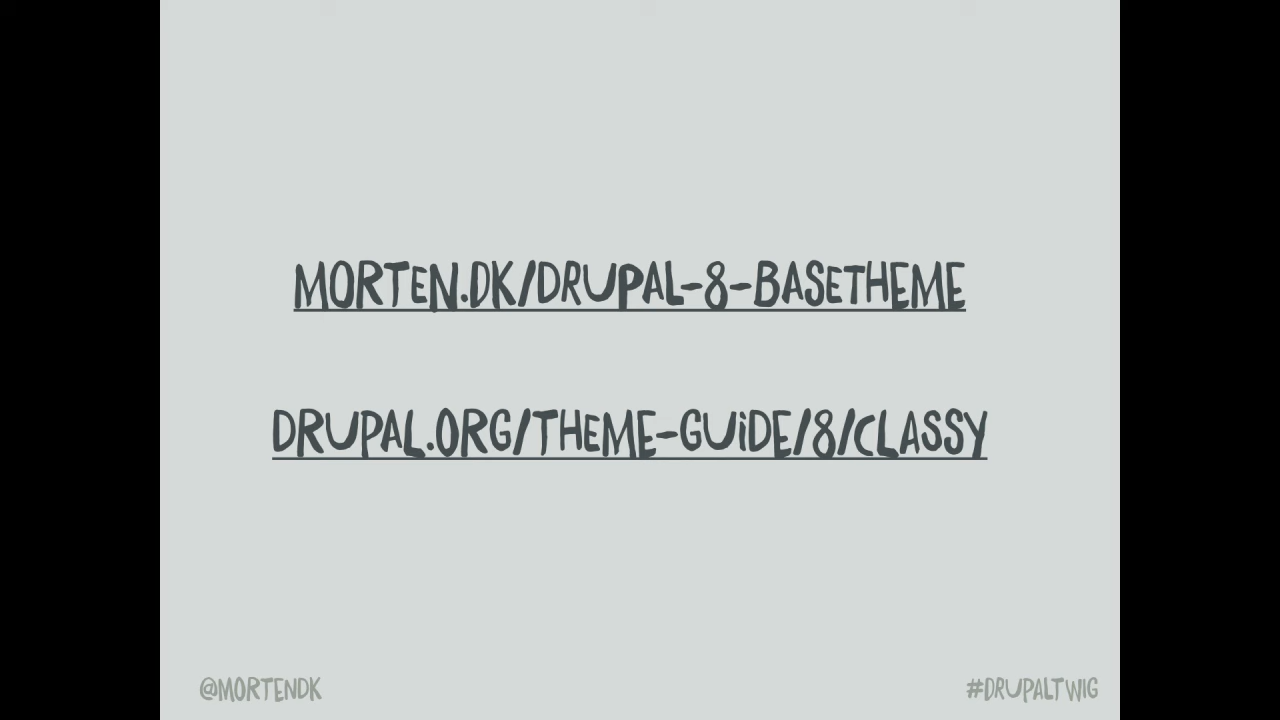 MORTEN.DK/DRUPAL-8-BASETHEME
DRUPAL.ORG/THEME-GUiDE/8/CLASSY
@MORTENDK
#DRUPALTWIG